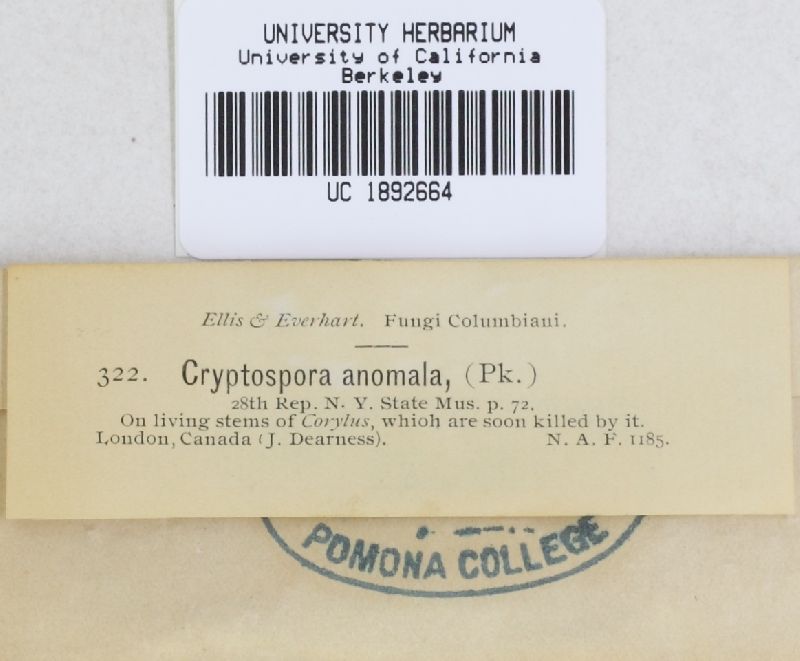 UNIVERSITY HERBARIUM
University of California
Berkeley
UC 1892664
Ellis & Everhart. Fungi Columbiani.
322. Cryptospora anomala, (Pk.)
28th Rep. N. Y. State Mus. p. 72.
On living stems of Corylus, whioh are soon killed by it.
London, Canada (J. Dearness). N. A. F. 1185.
POMONA COLLEGE